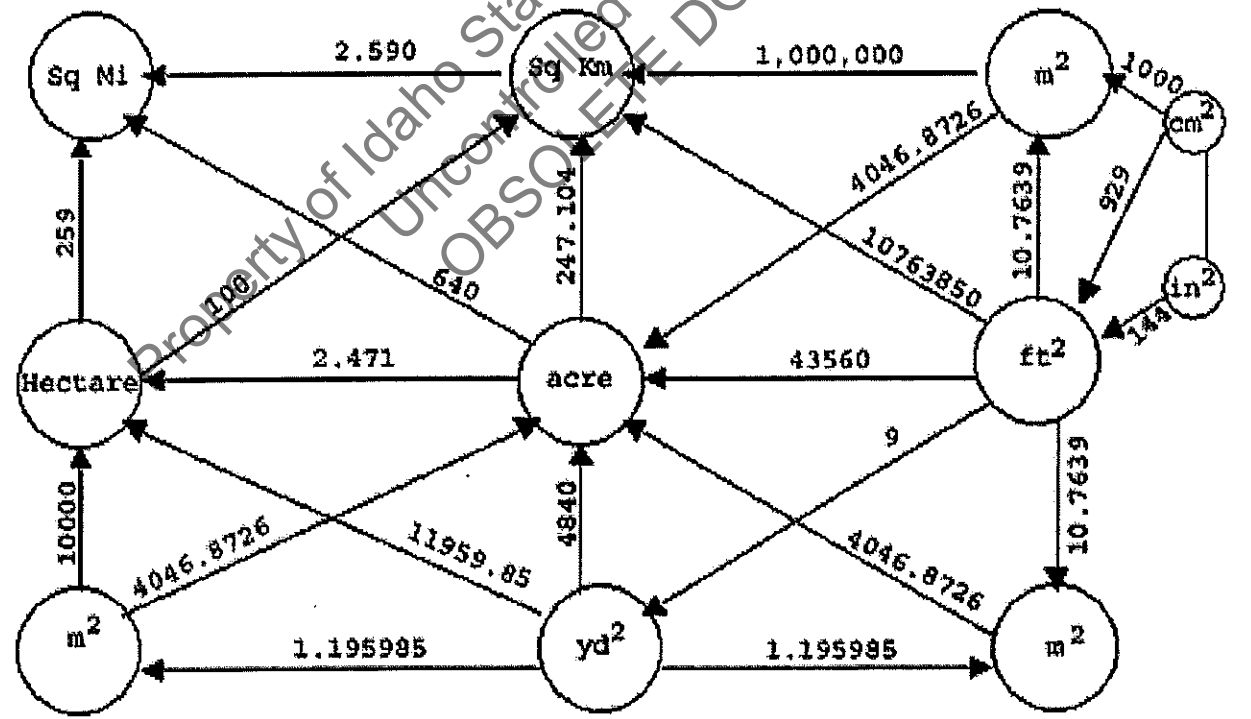 Sq Mi
2.590
Sq Km
1,000,000
m²
1000
cm²
4046.8726
929
259
100
640
247.104
10763850
10.7639
in²
144
Hectare
2.471
acre
43560
ft²
9
10000
4046.8726
11959.85
4840
4046.8726
10.7639
m²
1.195985
yd²
1.195985
m²
Property of Idaho Sta
Uncontrolled
OBSOLETE DO